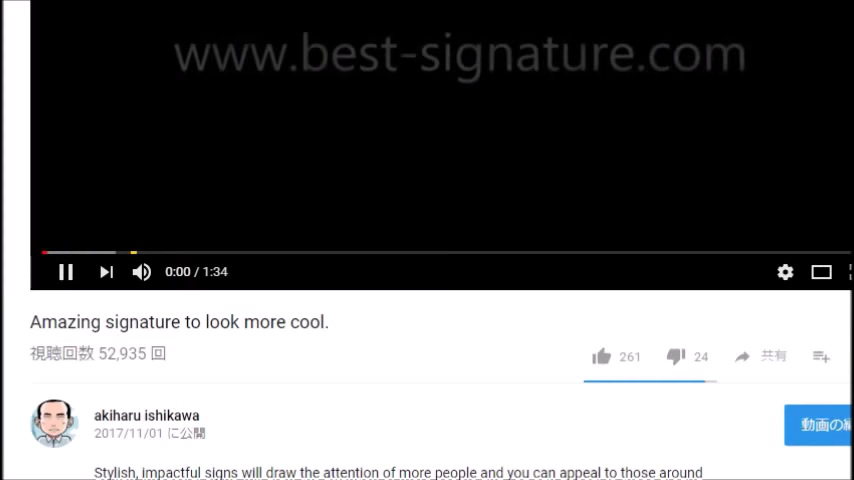 www.best-signature.com
0:00 / 1:34
Amazing signature to look more cool.
視聴回数 52,935 回
261
24
共有
akiharu ishikawa
2017/11/01 に公開
動画の
Stylish, impactful signs will draw the attention of more people and you can appeal to those around